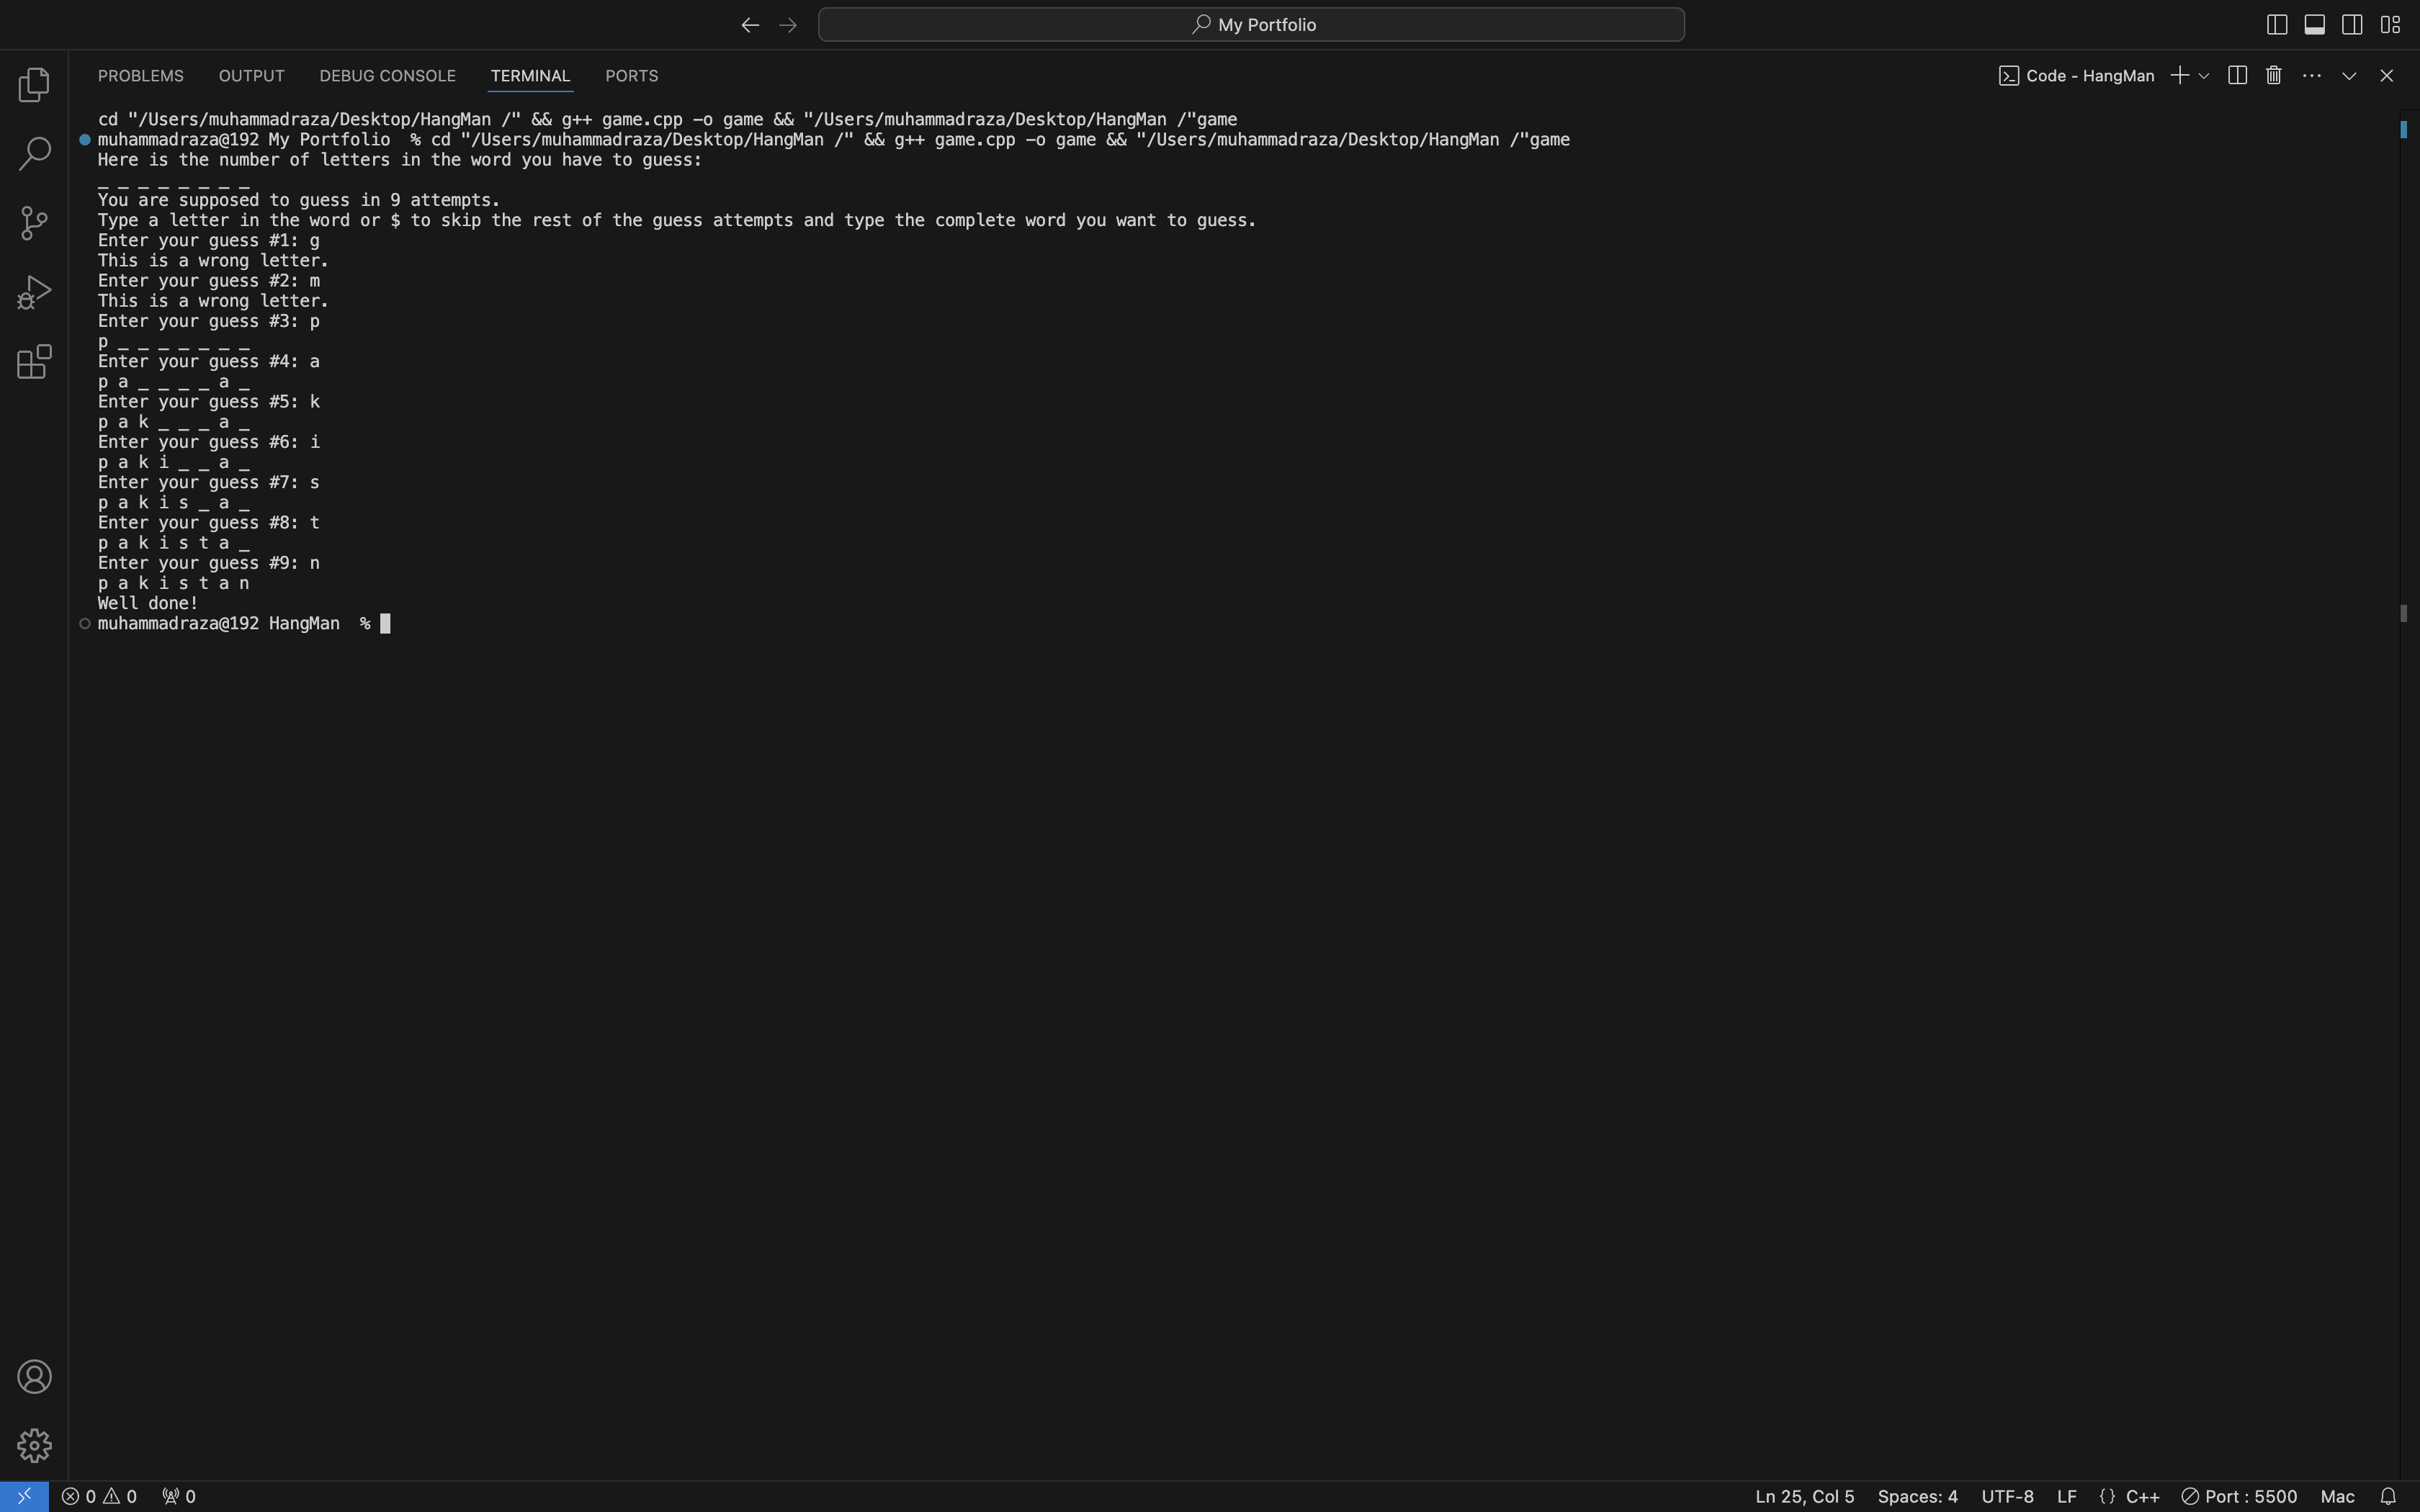 My Portfolio
PROBLEMS OUTPUT DEBUG CONSOLE TERMINAL PORTS Code - HangMan
cd "/Users/muhammadraza/Desktop/HangMan /" && g++ game.cpp -o game && "/Users/muhammadraza/Desktop/HangMan /"game
muhammadraza@192 My Portfolio  % cd "/Users/muhammadraza/Desktop/HangMan /" && g++ game.cpp -o game && "/Users/muhammadraza/Desktop/HangMan /"game
Here is the number of letters in the word you have to guess:
_ _ _ _ _ _ _ _
You are supposed to guess in 9 attempts.
Type a letter in the word or $ to skip the rest of the guess attempts and type the complete word you want to guess.
Enter your guess #1: g
This is a wrong letter.
Enter your guess #2: m
This is a wrong letter.
Enter your guess #3: p
p _ _ _ _ _ _ _
Enter your guess #4: a
p a _ _ _ _ a _
Enter your guess #5: k
p a k _ _ _ a _
Enter your guess #6: i
p a k i _ _ a _
Enter your guess #7: s
p a k i s _ a _
Enter your guess #8: t
p a k i s t a _
Enter your guess #9: n
p a k i s t a n
Well done!
muhammadraza@192 HangMan  %
0 0 0 Ln 25, Col 5 Spaces: 4 UTF-8 LF {} C++ Port : 5500 Mac